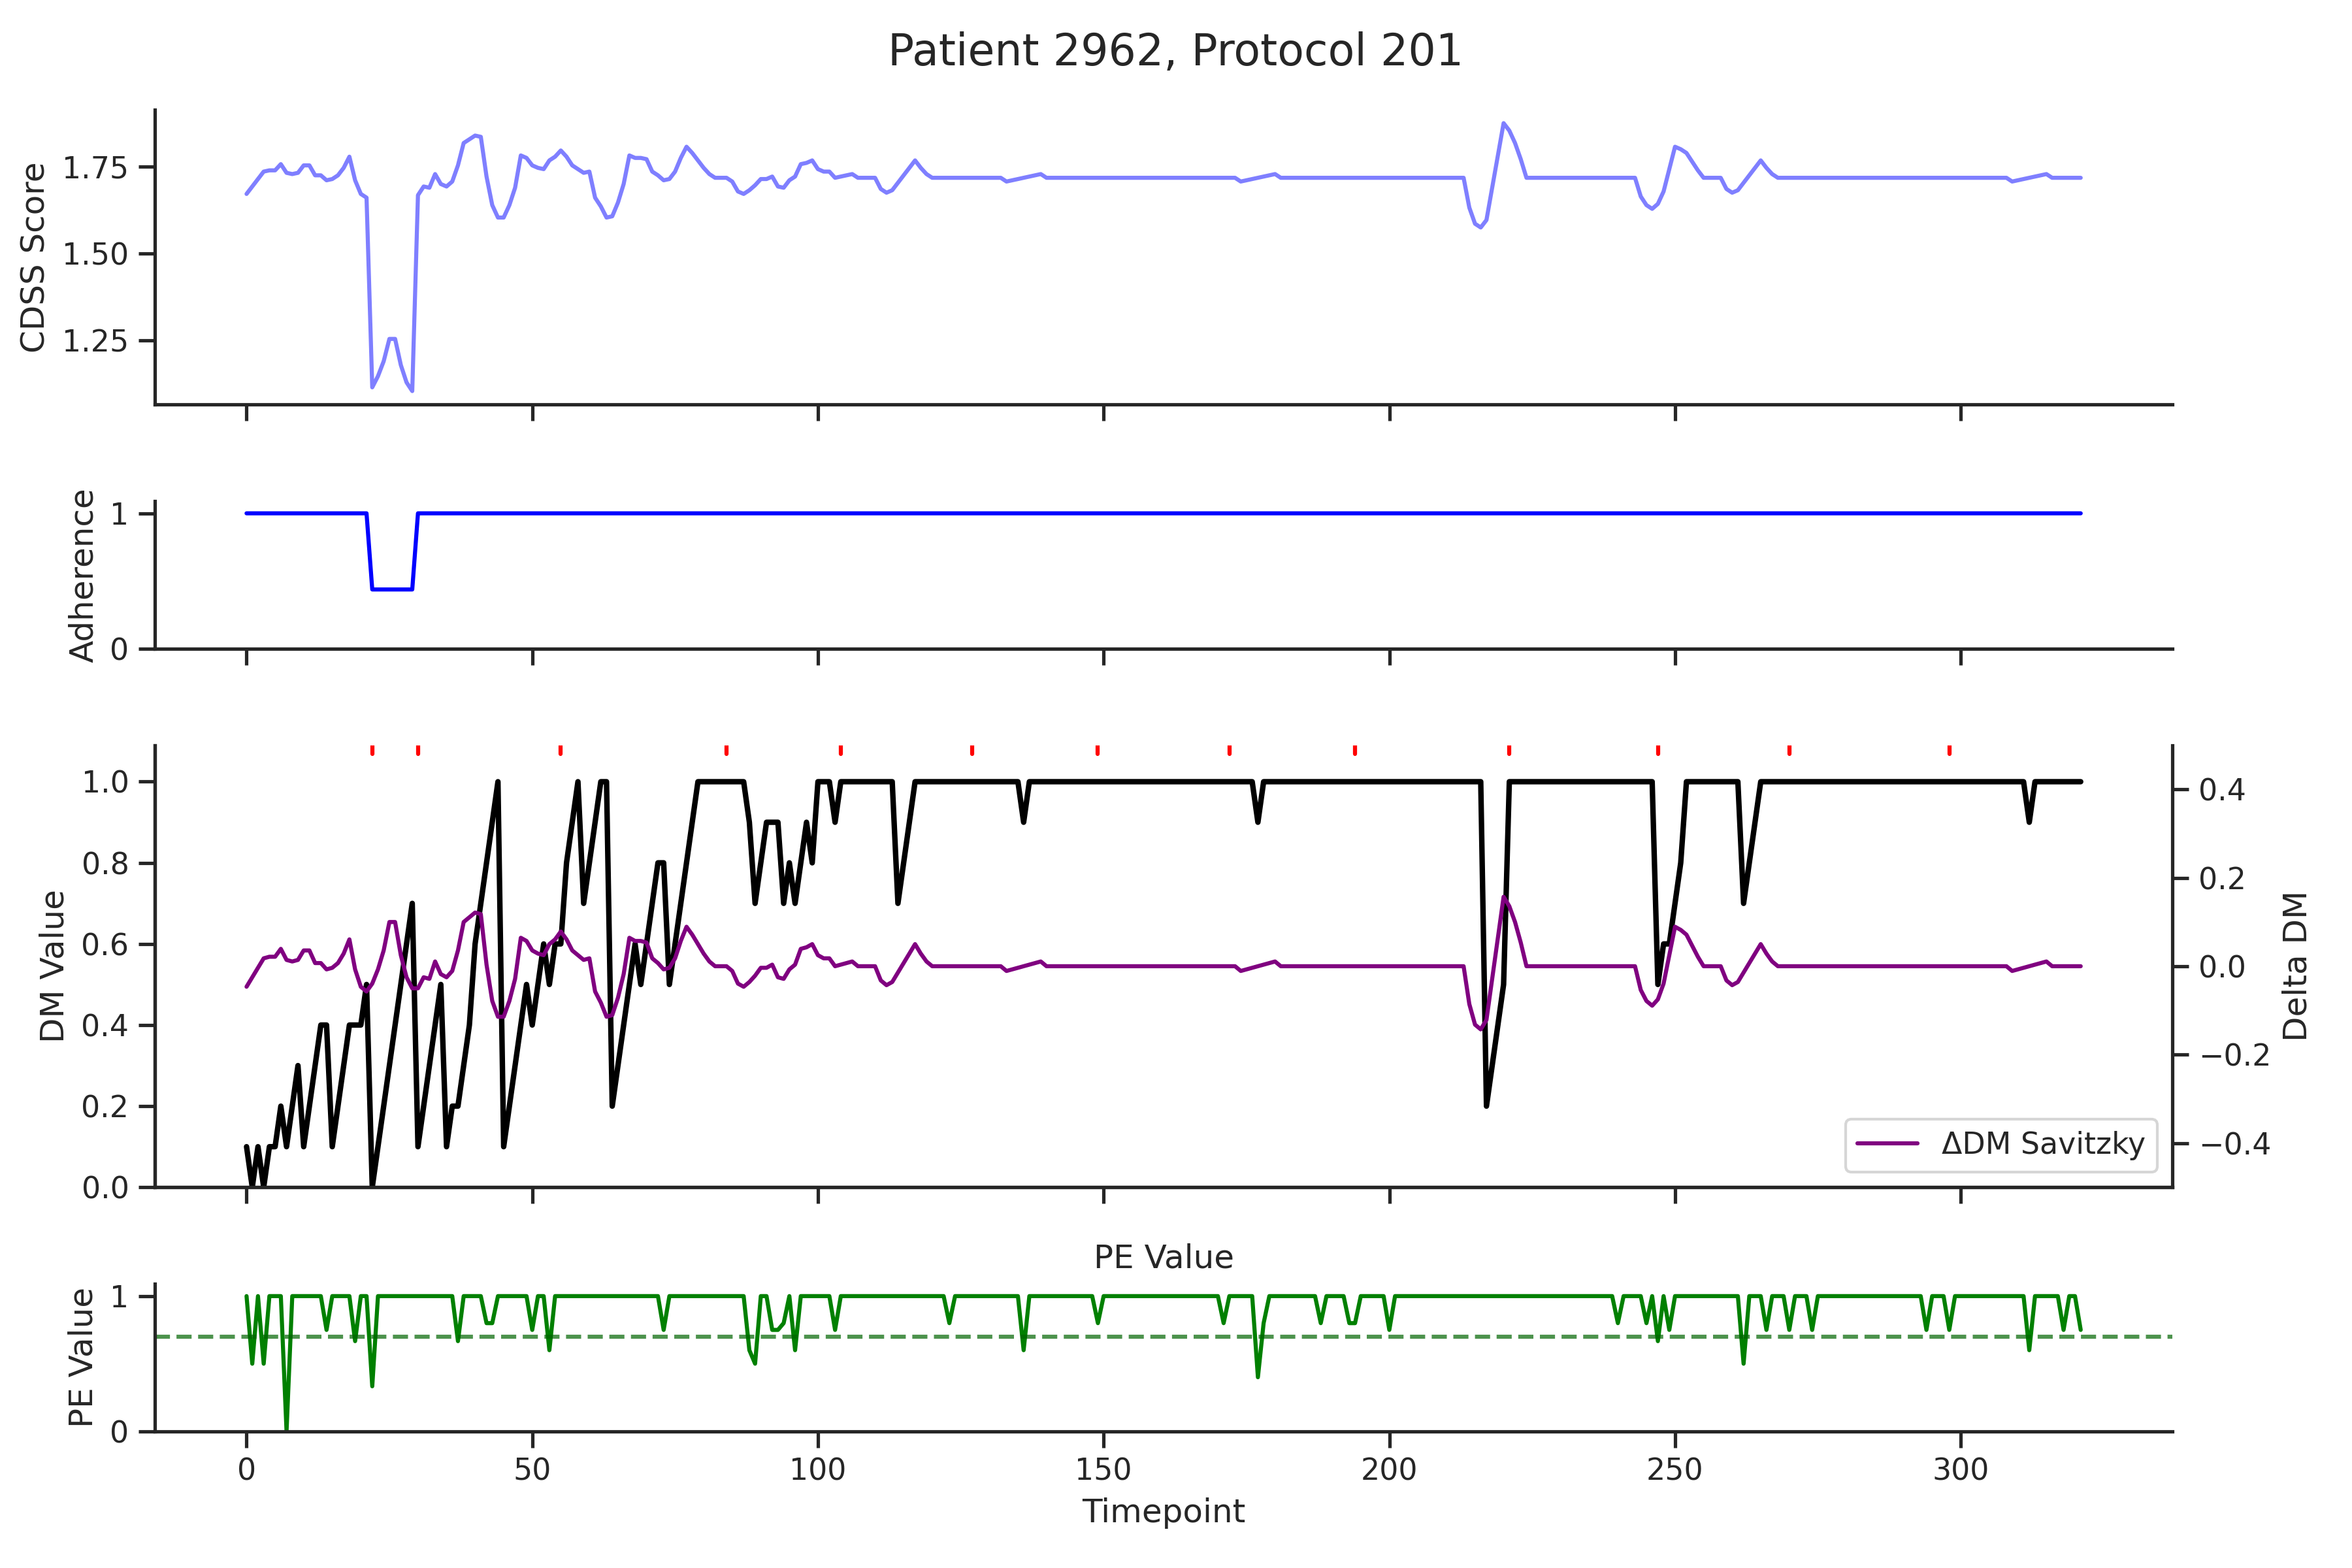 Patient 2962, Protocol 201
CDSS Score
1.75
1.50
1.25
Adherence
1
0
DM Value
1.0
0.8
0.6
0.4
0.2
0.0
Delta DM
0.4
0.2
0.0
−0.2
−0.4
ΔDM Savitzky
PE Value
PE Value
1
0
0 50 100 150 200 250 300
Timepoint